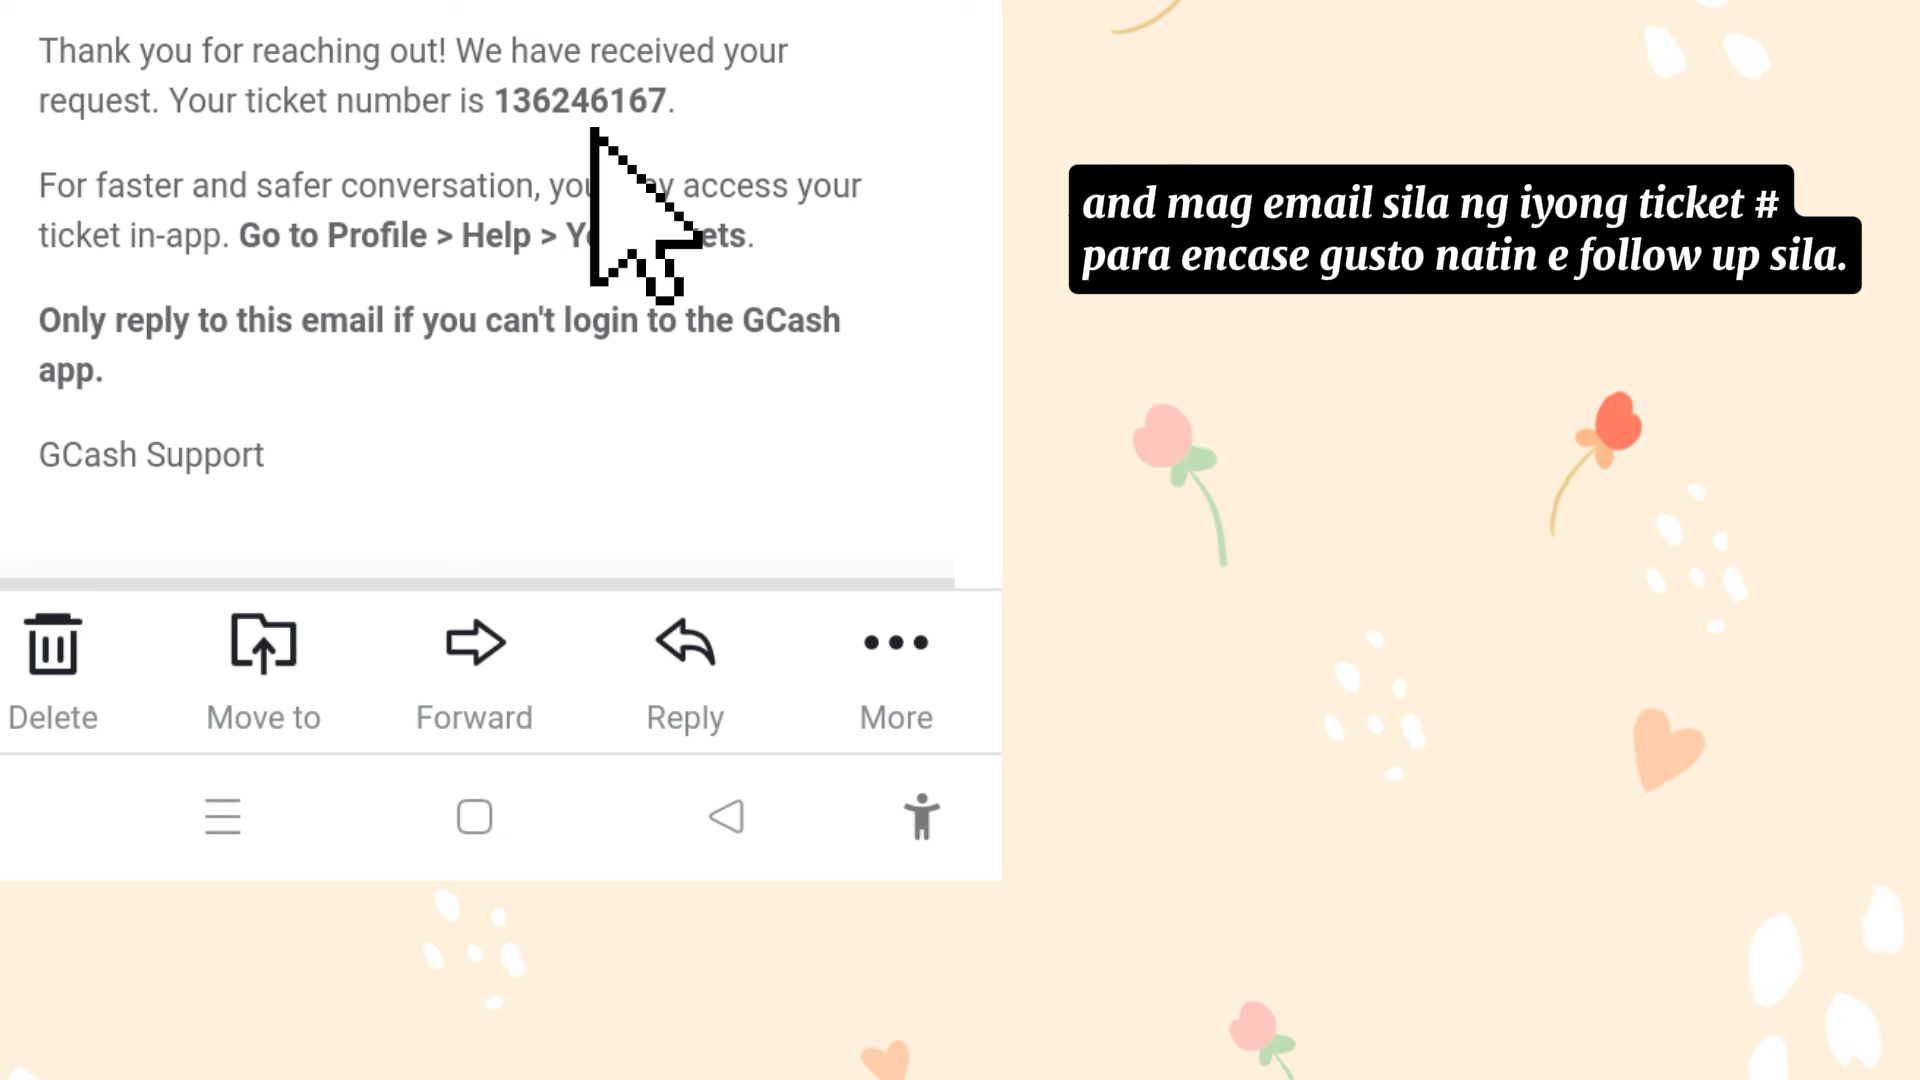 Thank you for reaching out! We have received your
request. Your ticket number is 136246167.
For faster and safer conversation, access your
ticket in-app. Go to Profile > Help >
Only reply to this email if you can't login to the GCash
app.
GCash Support
Delete
Move to
Forward
Reply
More
and mag email sila ng iyong ticket #
para encase gusto natin e follow up sila.